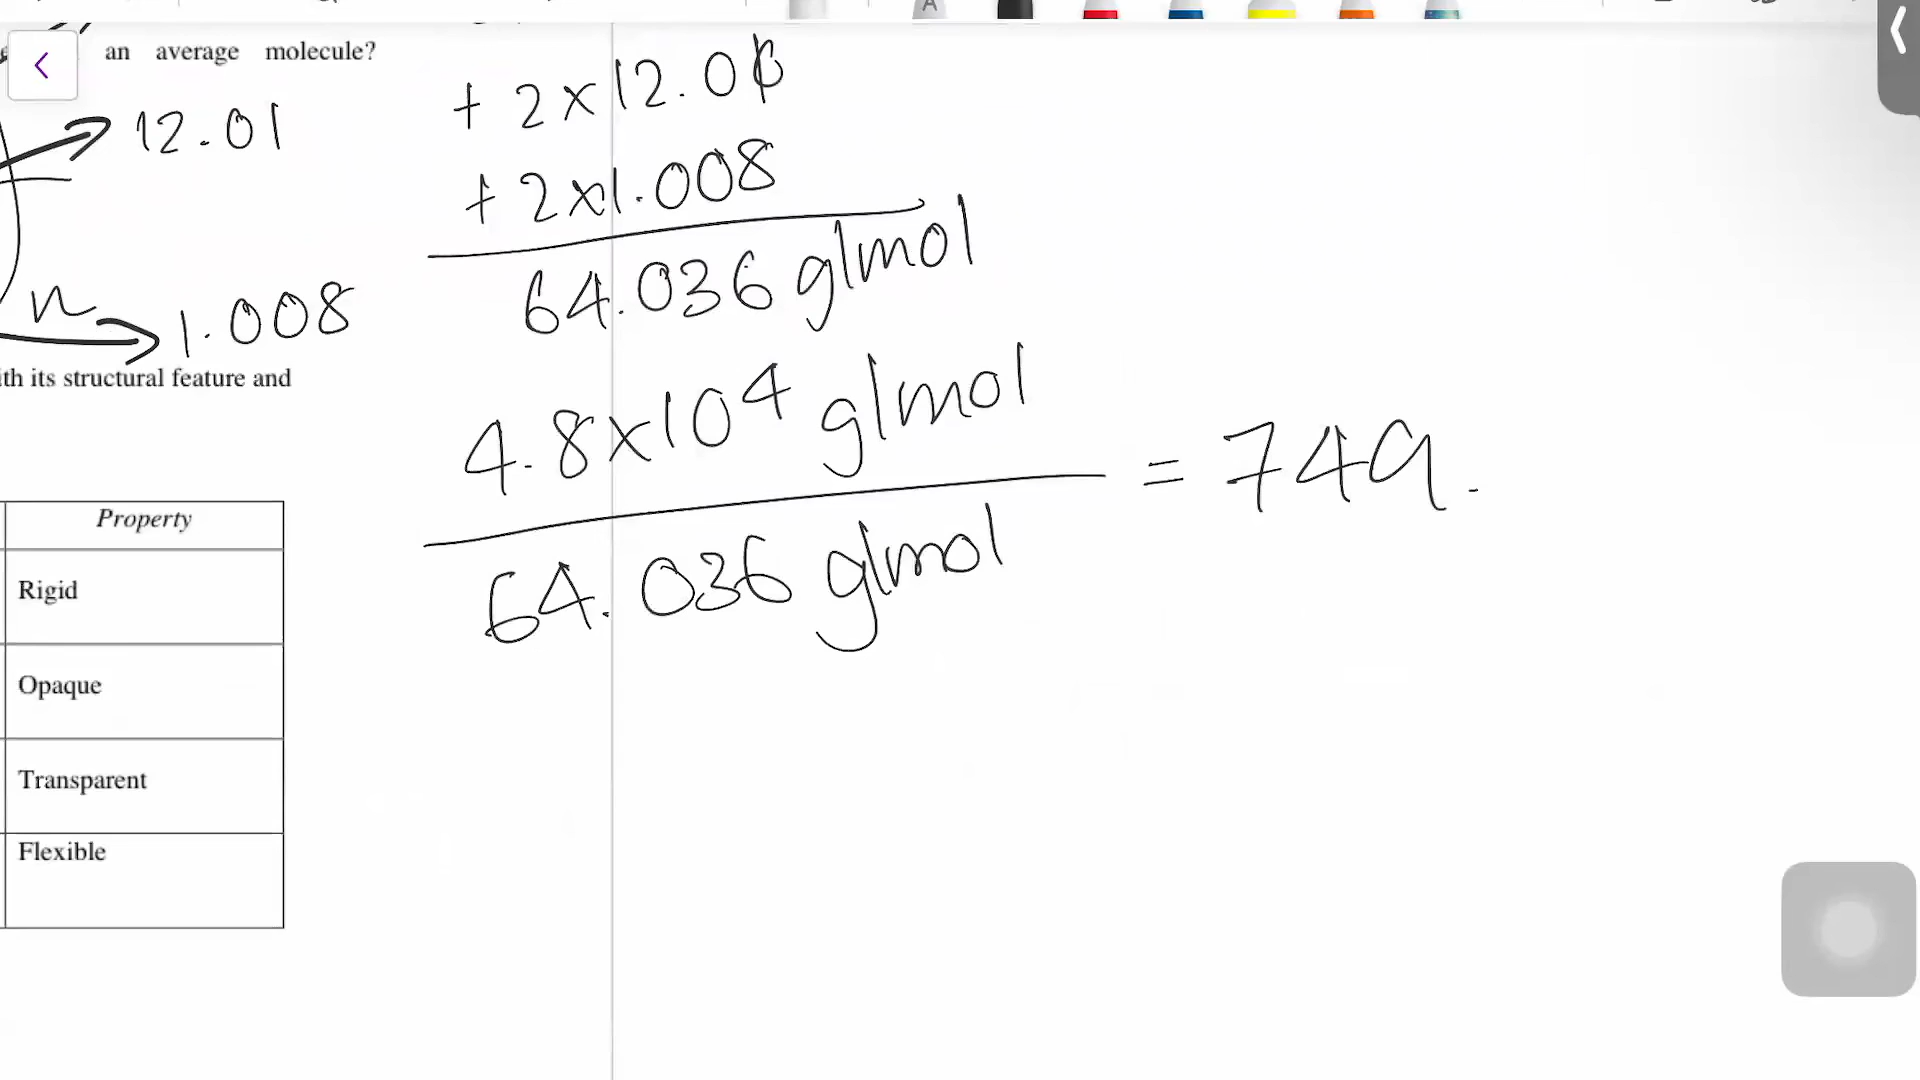 an average molecule?
+ 2×12.01
12.01
+ 2×1.008
64.036 g/mol
n
1.008
ith its structural feature and
4.8×10⁴ g/mol
= 749.
64.036 g/mol
Property
Rigid
Opaque
Transparent
Flexible